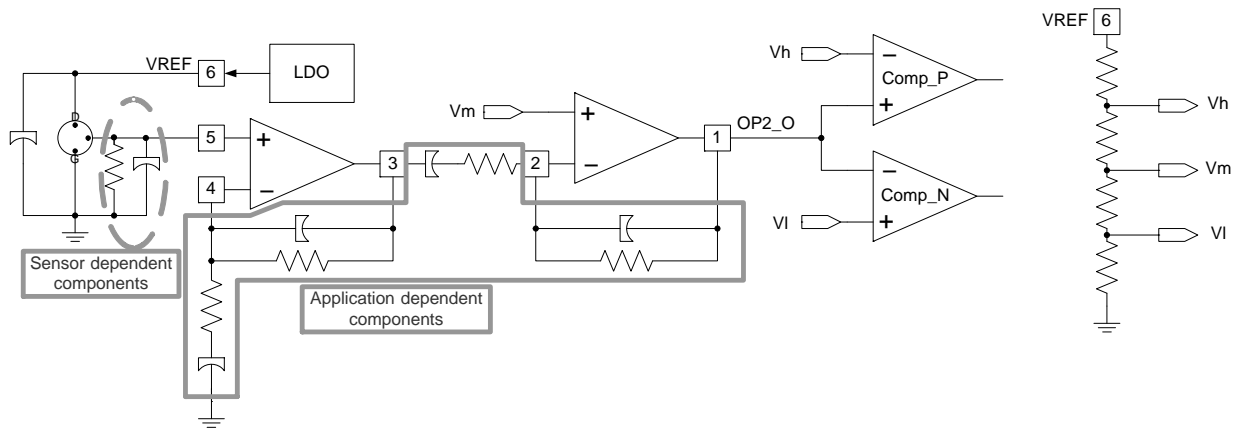 VREF
6
LDO
D
G
5
4
3
2
Vm
1
OP2_O
Vh
Comp_P
Comp_N
Vl
Sensor dependent
components
Application dependent
components
VREF
6
Vh
Vm
Vl